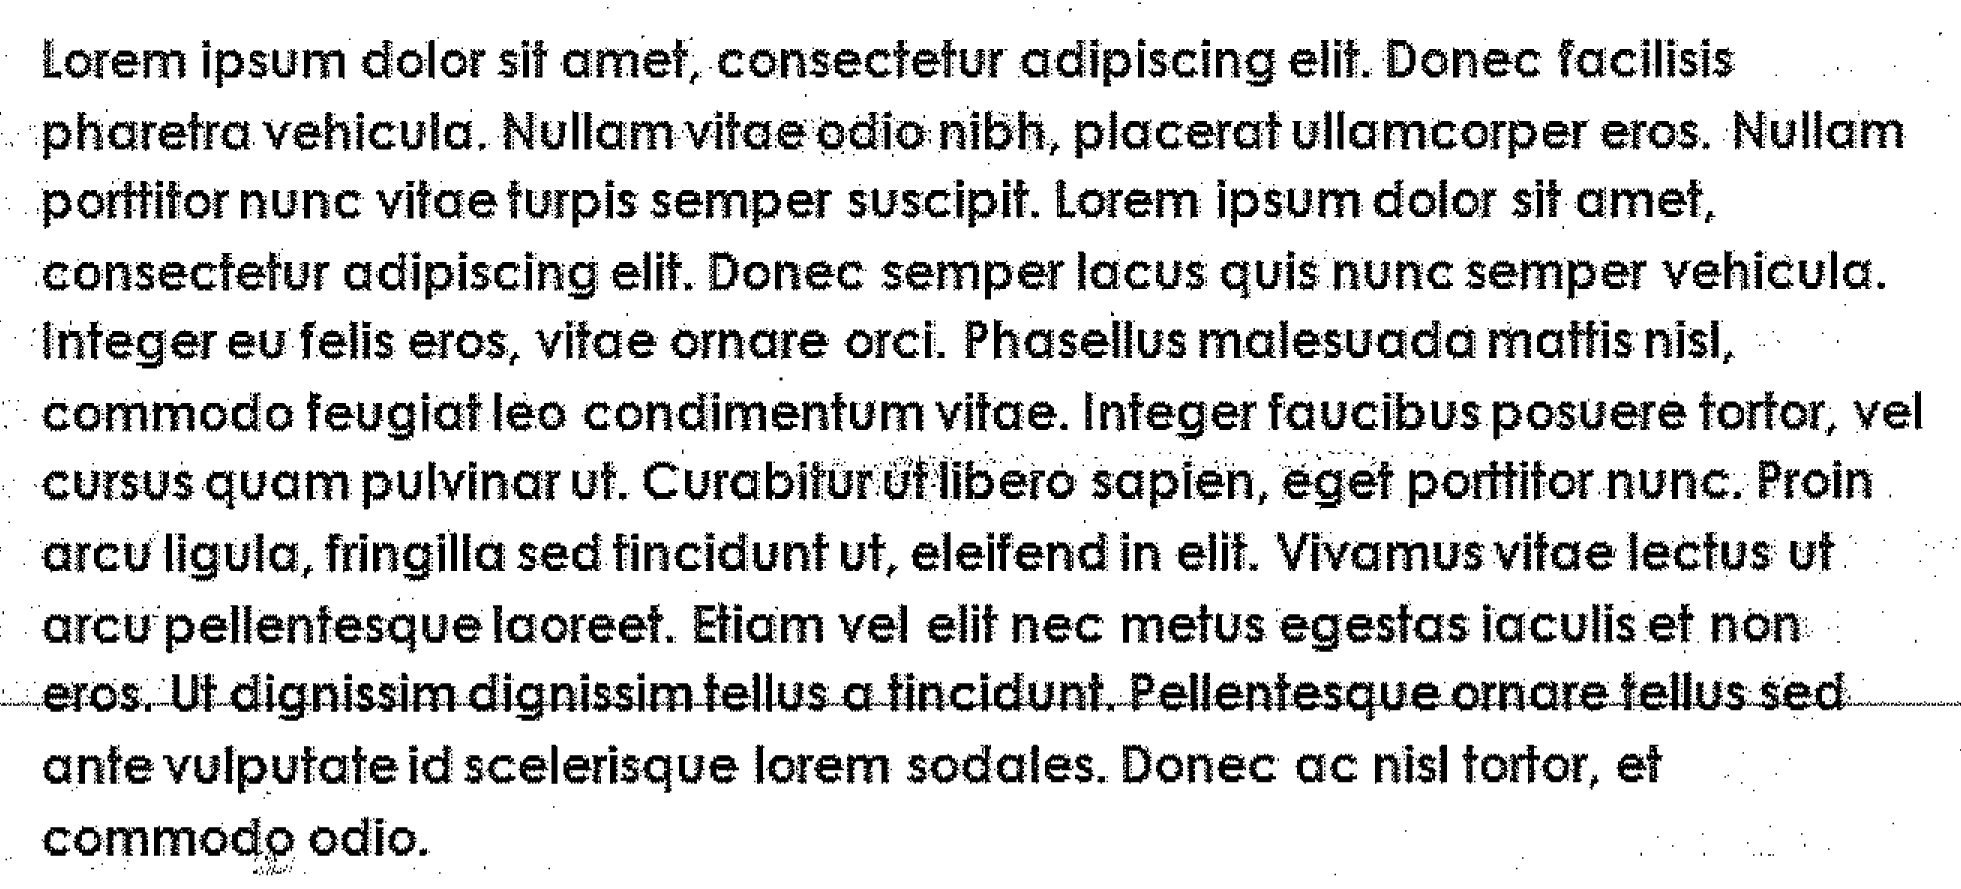 Lorem ipsum dolor sit amet, consectetur adipiscing elit. Donec facilisis
pharetra vehicula. Nullam vitae odio nibh, placerat ullamcorper eros. Nullam
porttitor nunc vitae turpis semper suscipit. Lorem ipsum dolor sit amet,
consectetur adipiscing elit. Donec semper lacus quis nunc semper vehicula.
Integer eu felis eros, vitae ornare orci. Phasellus malesuada mattis nisl,
commodo feugiat leo condimentum vitae. Integer faucibus posuere tortor, vel
cursus quam pulvinar ut. Curabitur ut libero sapien, eget porttitor nunc. Proin
arcu ligula, fringilla sed tincidunt ut, eleifend in elit. Vivamus vitae lectus ut
arcu pellentesque laoreet. Etiam vel elit nec metus egestas iaculis et non
eros. Ut dignissim dignissim tellus a tincidunt. Pellentesque ornare tellus sed
ante vulputate id scelerisque lorem sodales. Donec ac nisl tortor, et
commodo odio.